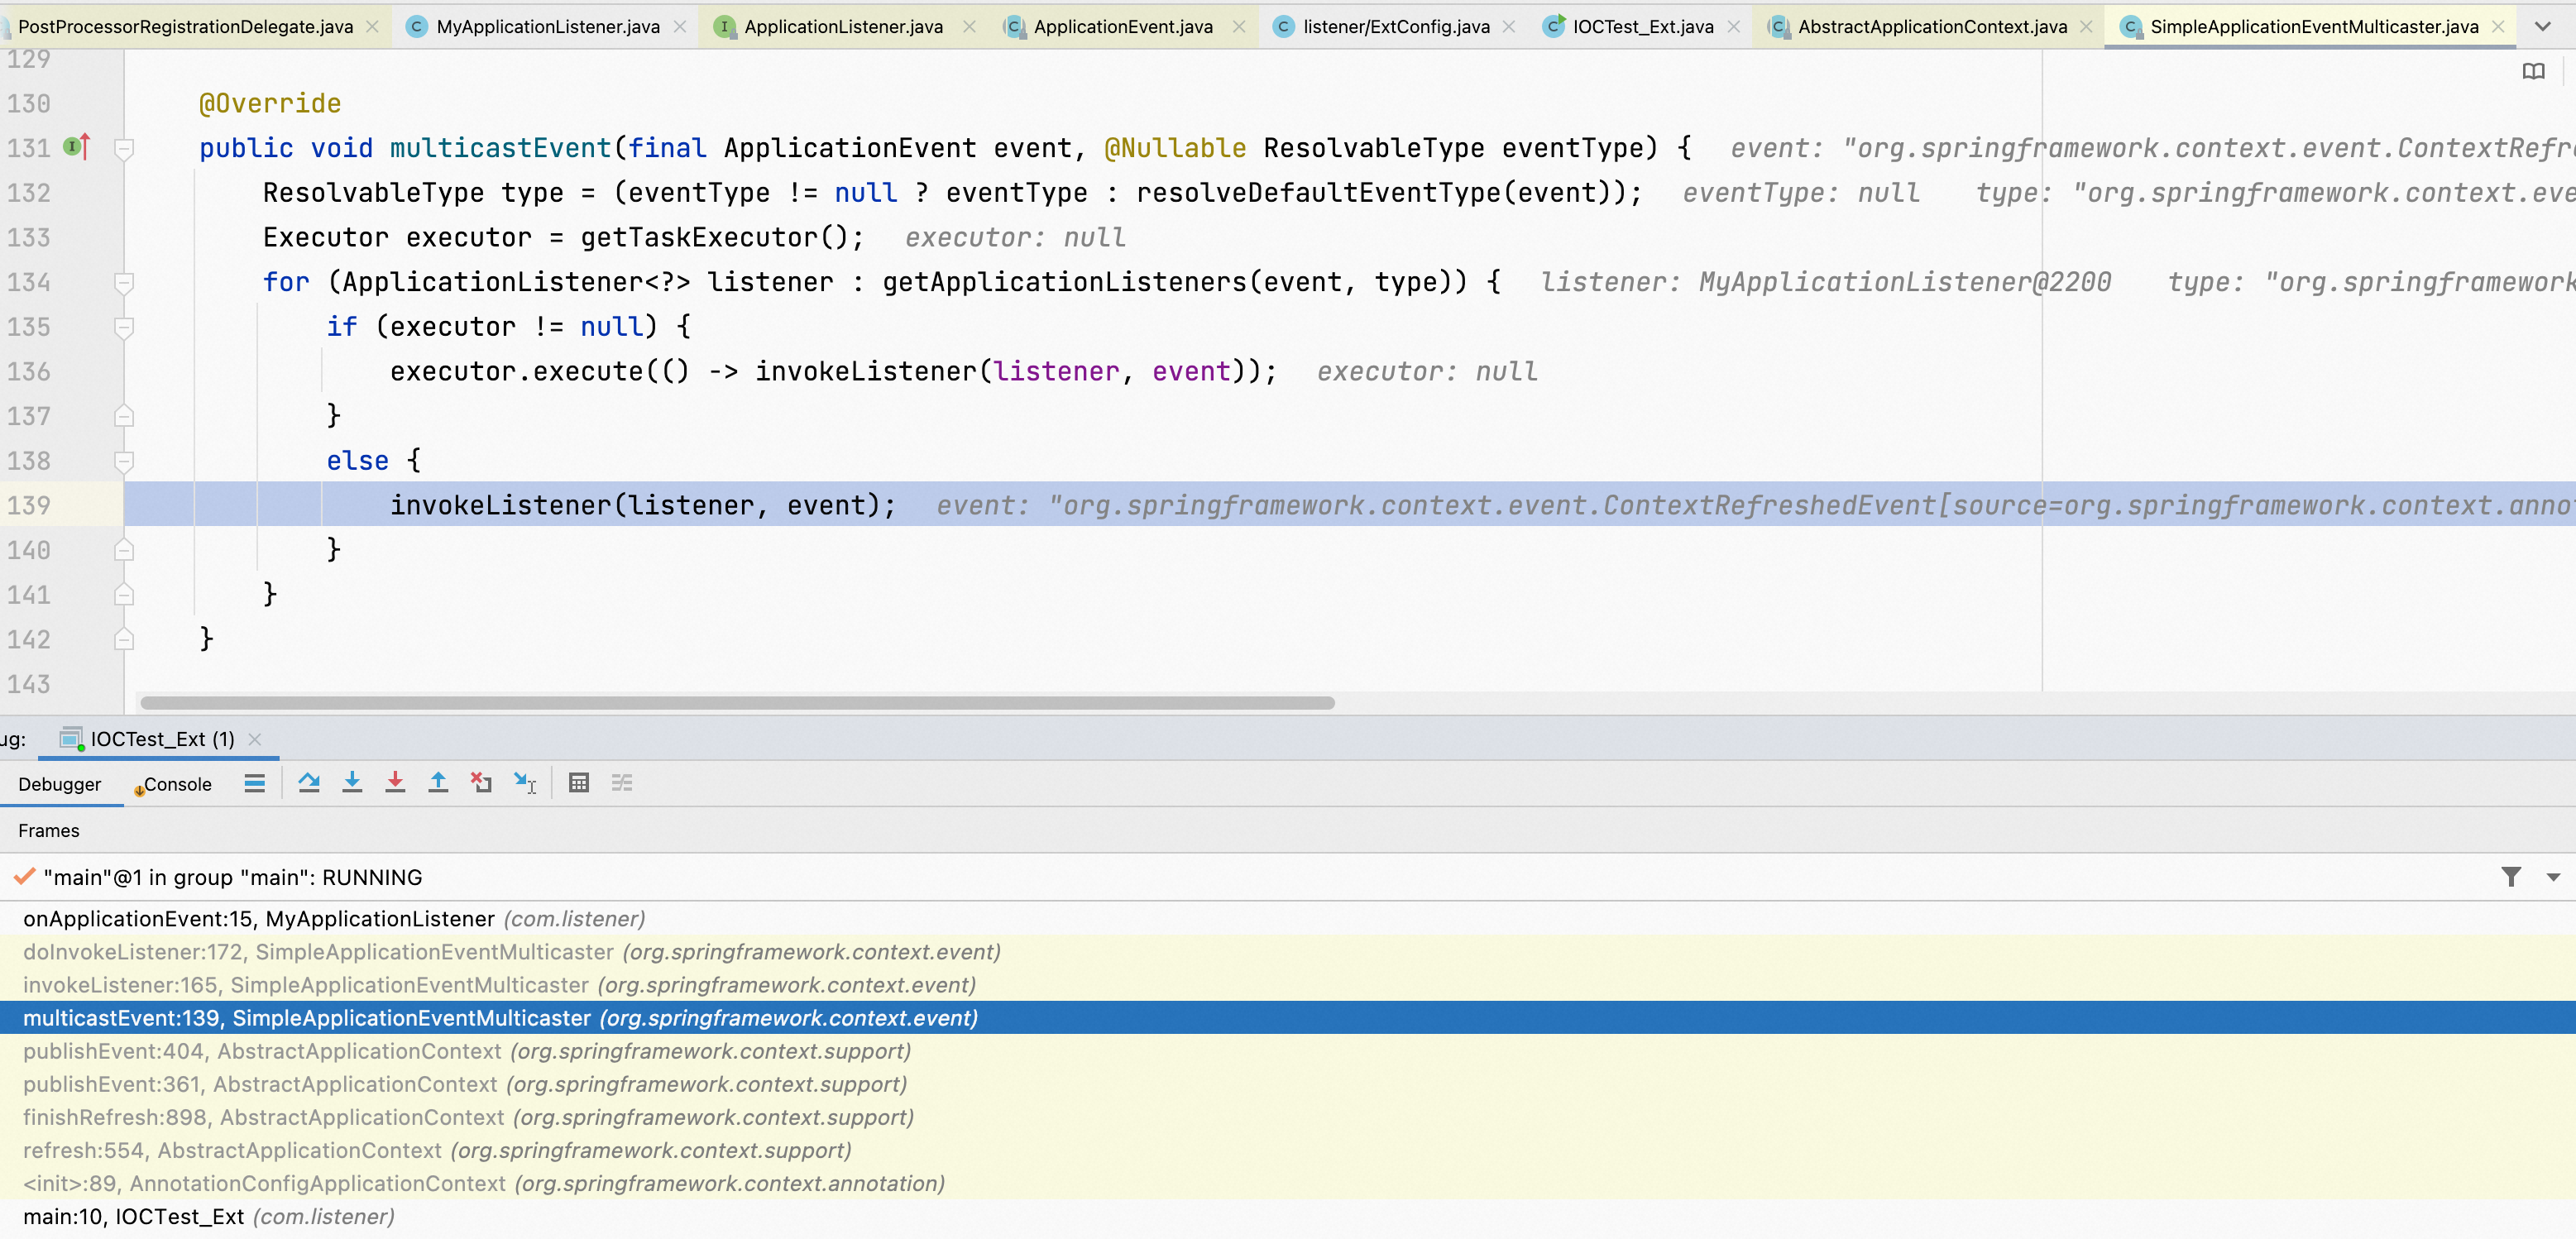 PostProcessorRegistrationDelegate.java MyApplicationListener.java ApplicationListener.java ApplicationEvent.java listener/ExtConfig.java IOCTest_Ext.java AbstractApplicationContext.java SimpleApplicationEventMulticaster.java
129
130 @Override
131 public void multicastEvent(final ApplicationEvent event, @Nullable ResolvableType eventType) { event: "org.springframework.context.event.ContextRefr
132 ResolvableType type = (eventType != null ? eventType : resolveDefaultEventType(event)); eventType: null type: "org.springframework.context.eve
133 Executor executor = getTaskExecutor(); executor: null
134 for (ApplicationListener<?> listener : getApplicationListeners(event, type)) { listener: MyApplicationListener@2200 type: "org.springframework
135 if (executor != null) {
136 executor.execute(() -> invokeListener(listener, event)); executor: null
137 }
138 else {
139 invokeListener(listener, event); event: "org.springframework.context.event.ContextRefreshedEvent[source=org.springframework.context.anno
140 }
141 }
142 }
143
ug: IOCTest_Ext (1)
Debugger Console
Frames
"main"@1 in group "main": RUNNING
onApplicationEvent:15, MyApplicationListener (com.listener)
doInvokeListener:172, SimpleApplicationEventMulticaster (org.springframework.context.event)
invokeListener:165, SimpleApplicationEventMulticaster (org.springframework.context.event)
multicastEvent:139, SimpleApplicationEventMulticaster (org.springframework.context.event)
publishEvent:404, AbstractApplicationContext (org.springframework.context.support)
publishEvent:361, AbstractApplicationContext (org.springframework.context.support)
finishRefresh:898, AbstractApplicationContext (org.springframework.context.support)
refresh:554, AbstractApplicationContext (org.springframework.context.support)
<init>:89, AnnotationConfigApplicationContext (org.springframework.context.annotation)
main:10, IOCTest_Ext (com.listener)